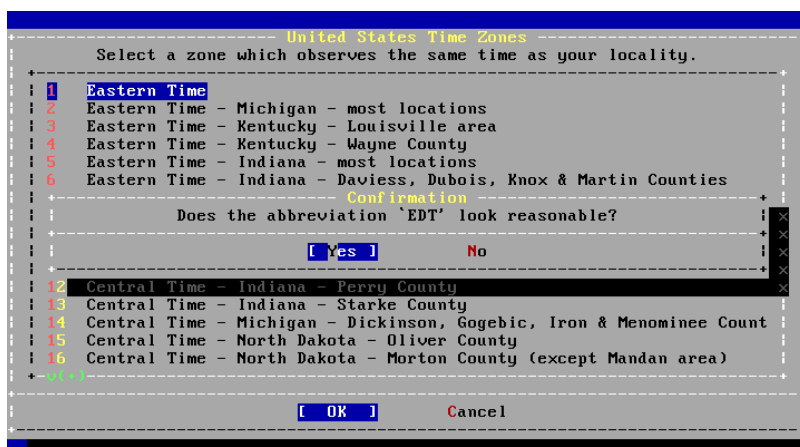 United States Time Zones
Select a zone which observes the same time as your locality.
1 Eastern Time
2 Eastern Time - Michigan - most locations
3 Eastern Time - Kentucky - Louisville area
4 Eastern Time - Kentucky - Wayne County
5 Eastern Time - Indiana - most locations
6 Eastern Time - Indiana - Daviess, Dubois, Knox & Martin Counties
Confirmation
Does the abbreviation `EDT' look reasonable?
[ Yes ] No
12 Central Time - Indiana - Perry County
13 Central Time - Indiana - Starke County
14 Central Time - Michigan - Dickinson, Gogebic, Iron & Menominee Count
15 Central Time - North Dakota - Oliver County
16 Central Time - North Dakota - Morton County (except Mandan area)
v(+)
[ OK ] Cancel